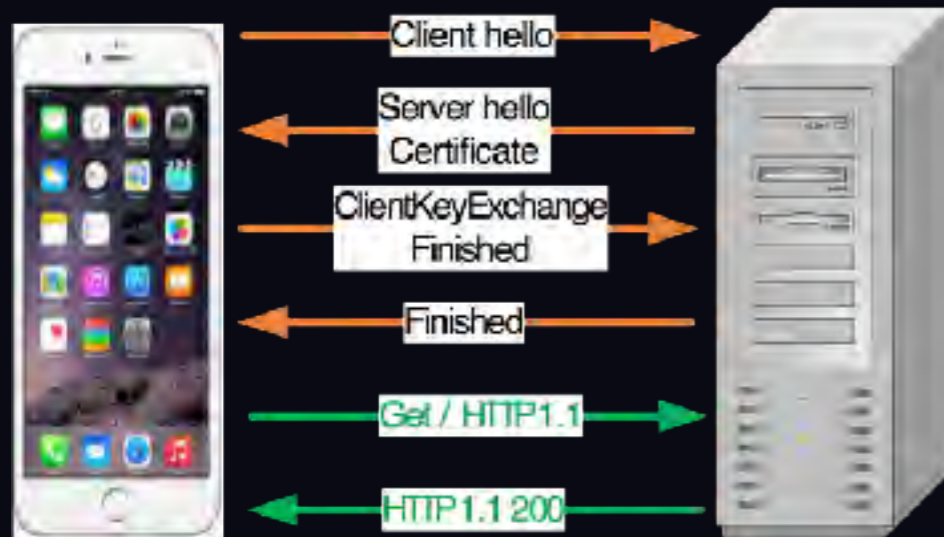 Client hello
Server hello
Certificate
ClientKeyExchange
Finished
Finished
Get / HTTP1.1
HTTP1.1 200